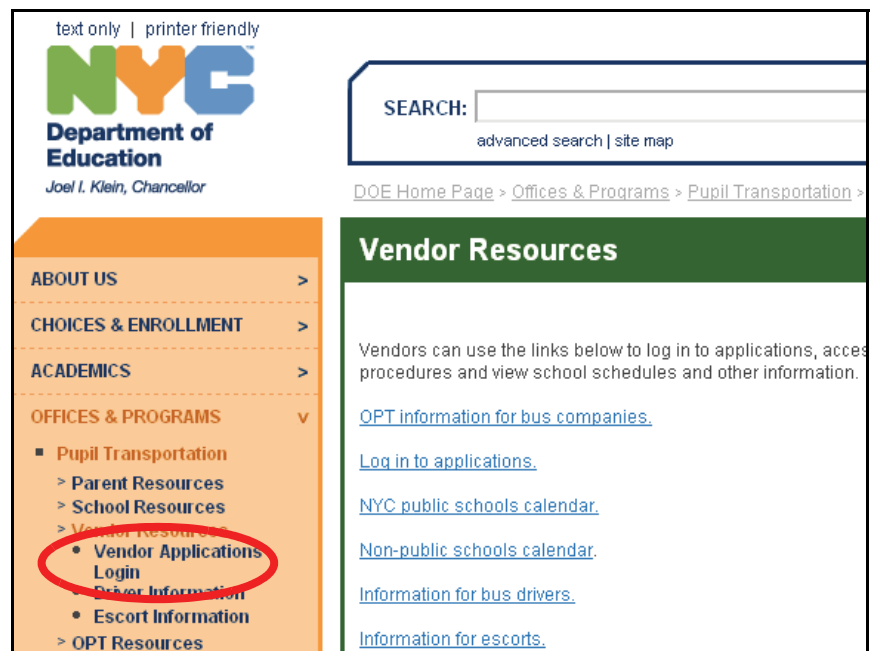 text only | printer friendly
NYC
Department of
Education
Joel I. Klein, Chancellor
SEARCH:
advanced search | site map
DOE Home Page > Offices & Programs > Pupil Transportation >
Vendor Resources
ABOUT US >
CHOICES & ENROLLMENT >
ACADEMICS >
OFFICES & PROGRAMS v
Pupil Transportation
> Parent Resources
> School Resources
> Vendor Resources
• Vendor Applications
Login
• Driver Information
• Escort Information
> OPT Resources
Vendors can use the links below to log in to applications, acces
procedures and view school schedules and other information.
OPT information for bus companies.
Log in to applications.
NYC public schools calendar.
Non-public schools calendar.
Information for bus drivers.
Information for escorts.